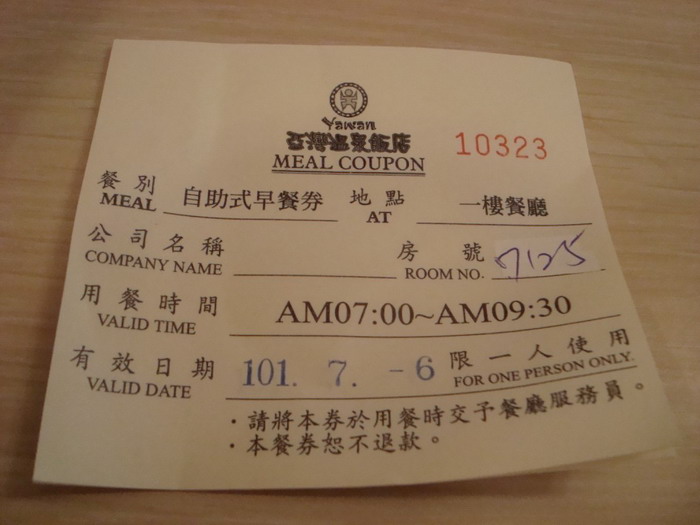 Yawan
亞灣溫泉飯店
MEAL COUPON
10323
餐別 自助式早餐券 地點 一樓餐廳
MEAL AT
公司名稱 房號 7125
COMPANY NAME ROOM NO.
用餐時間 AM07:00~AM09:30
VALID TIME
有效日期 101. 7. -6 限一人使用
VALID DATE FOR ONE PERSON ONLY.
·請將本券於用餐時交予餐廳服務員。
·本餐券恕不退款。